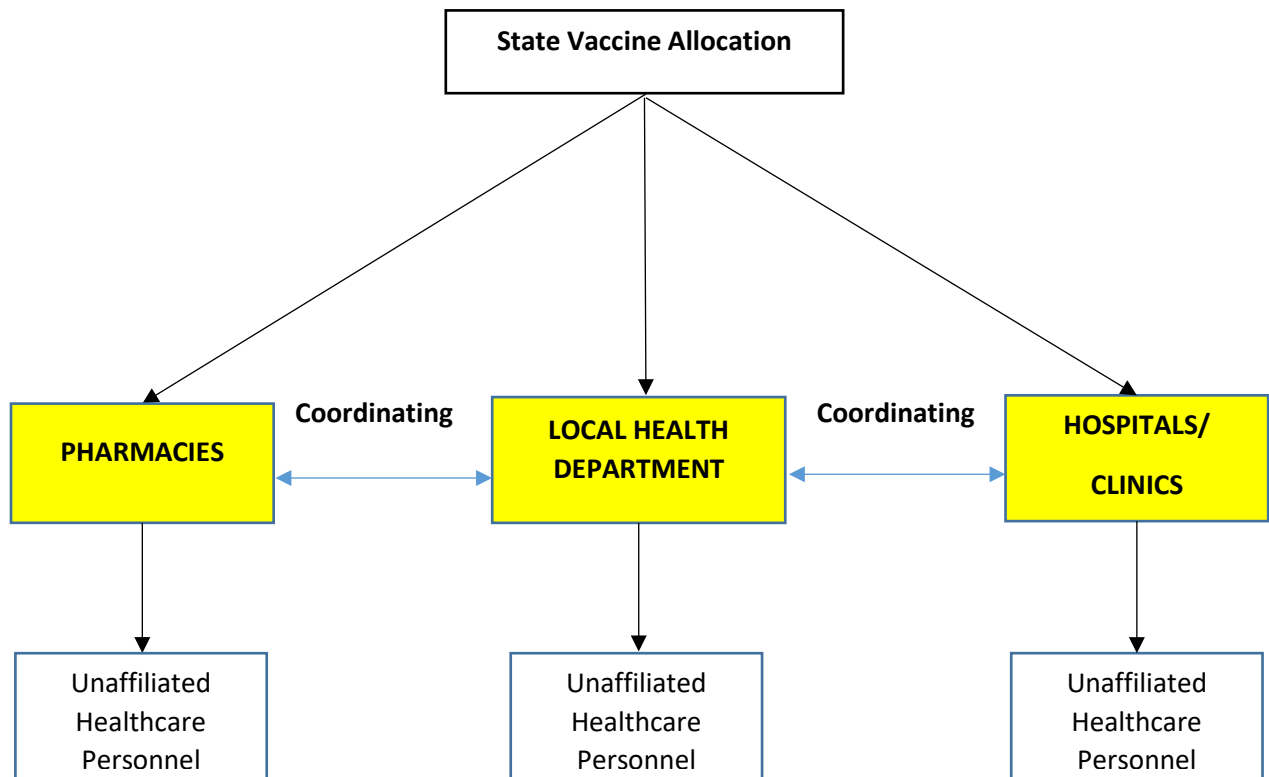 State Vaccine Allocation
PHARMACIES
Coordinating
LOCAL HEALTH
DEPARTMENT
Coordinating
HOSPITALS/
CLINICS
Unaffiliated
Healthcare
Personnel
Unaffiliated
Healthcare
Personnel
Unaffiliated
Healthcare
Personnel